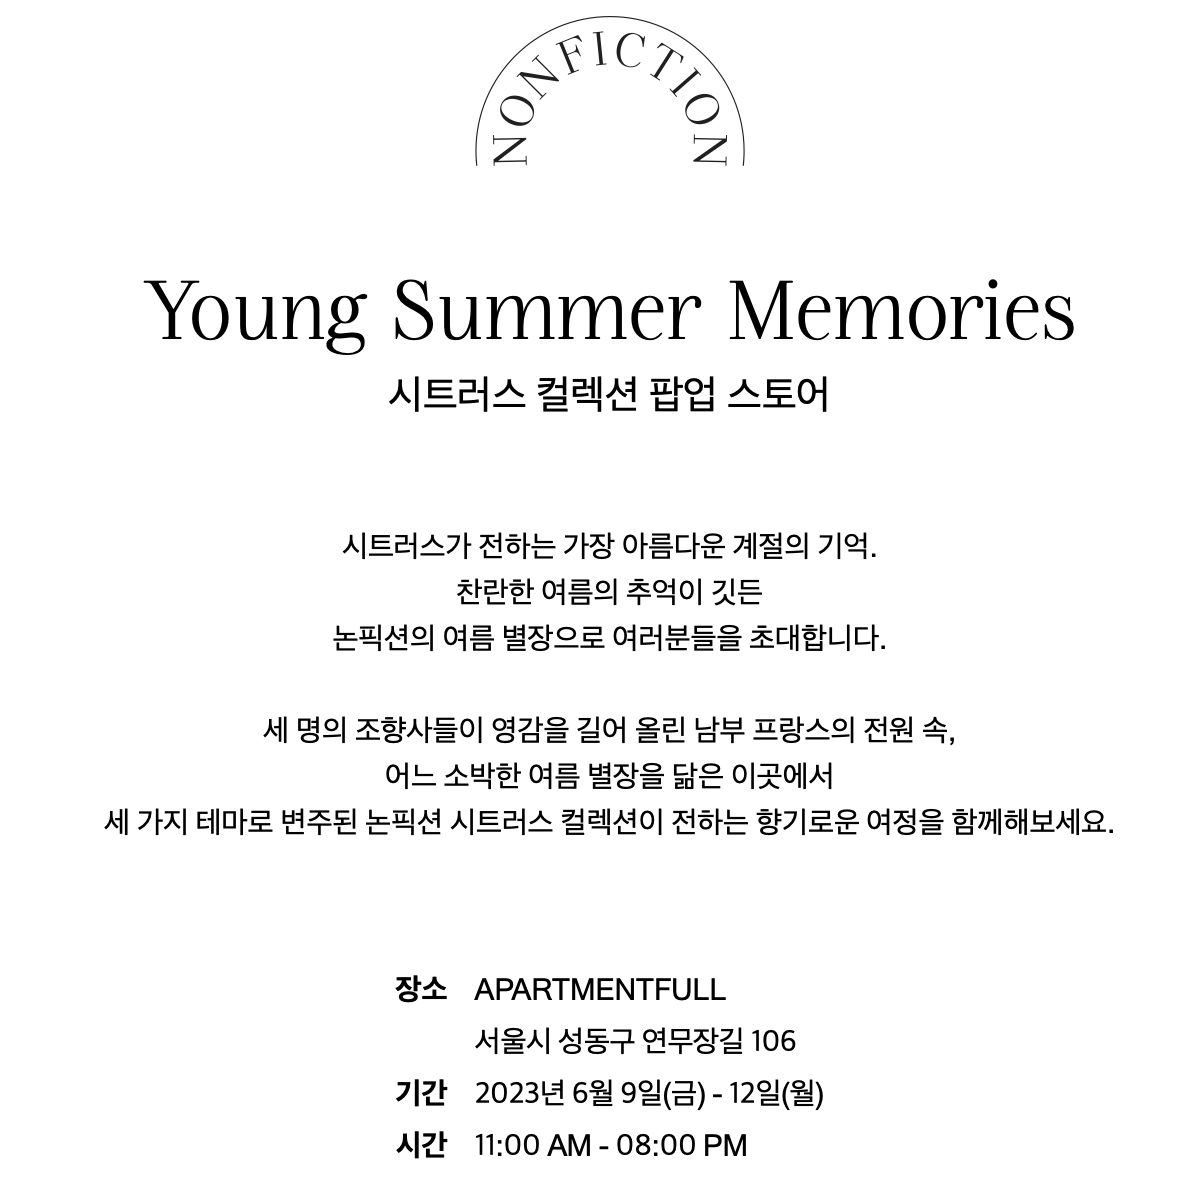 NONFICTION
Young Summer Memories
시트러스 컬렉션 팝업 스토어
시트러스가 전하는 가장 아름다운 계절의 기억.
찬란한 여름의 추억이 깃든
논픽션의 여름 별장으로 여러분들을 초대합니다.
세 명의 조향사들이 영감을 길어 올린 남부 프랑스의 전원 속,
어느 소박한 여름 별장을 닮은 이곳에서
세 가지 테마로 변주된 논픽션 시트러스 컬렉션이 전하는 향기로운 여정을 함께해보세요.
장소 APARTMENTFULL
서울시 성동구 연무장길 106
기간 2023년 6월 9일(금) - 12일(월)
시간 11:00 AM - 08:00 PM